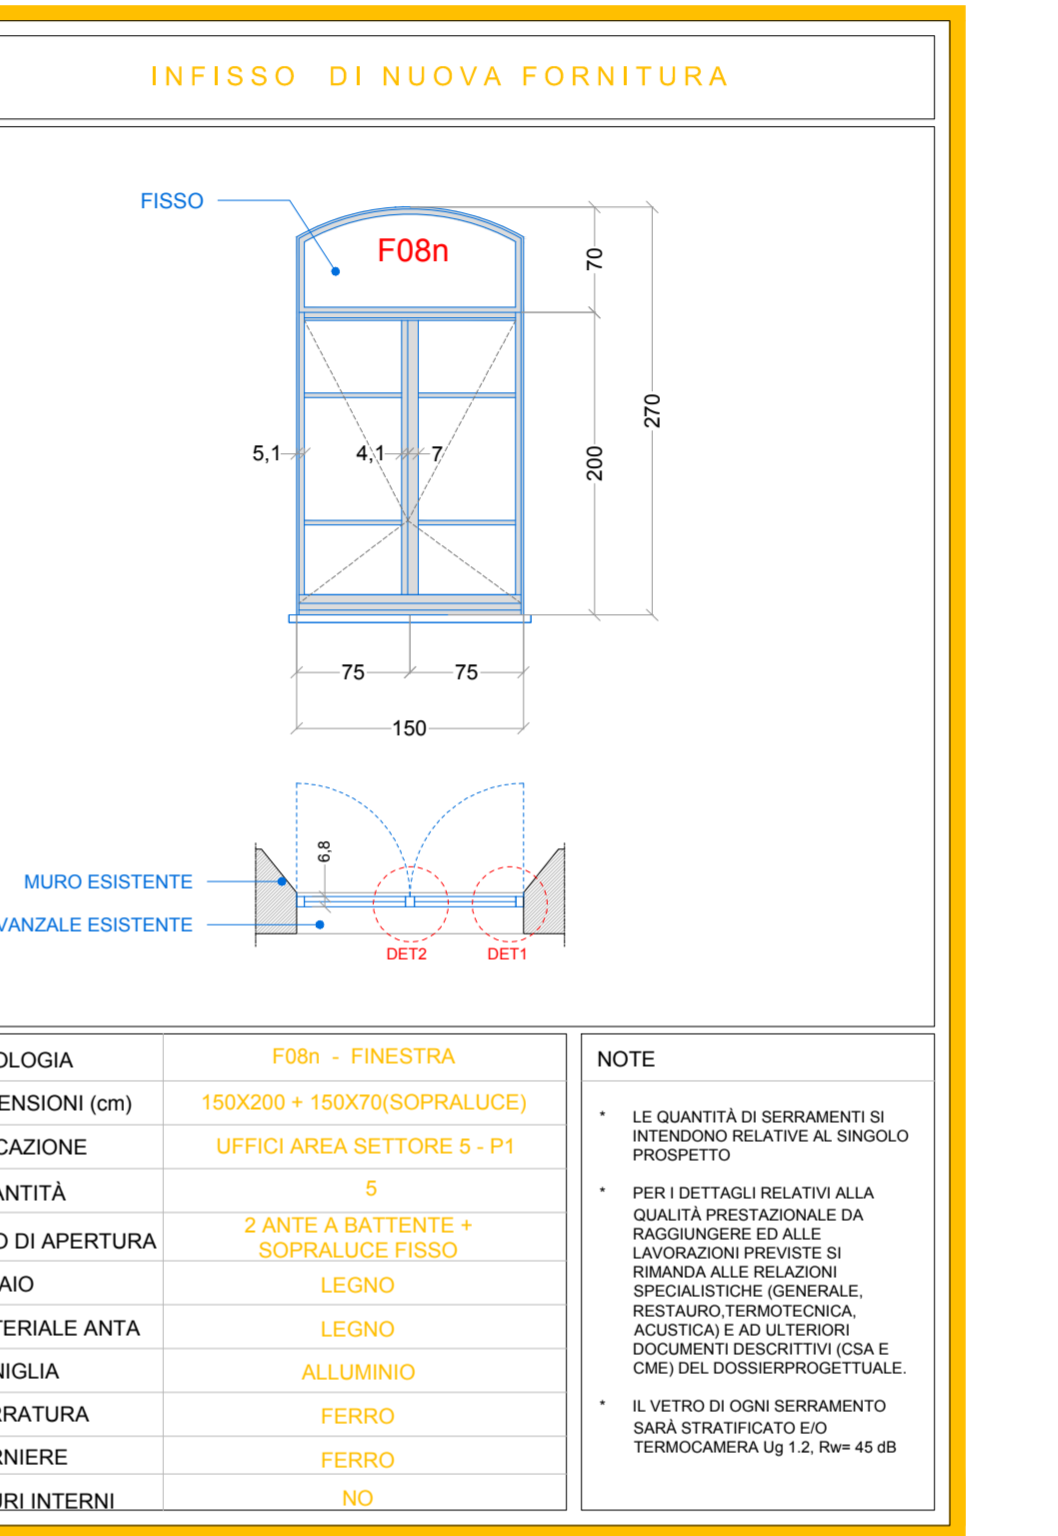 INFISSO DI NUOVA FORNITURA
FISSO
F08n
70
270
200
5,1
4,1
7
75
75
150
6,8
MURO ESISTENTE
VANZALE ESISTENTE
DET2
DET1
OLOGIA
F08n - FINESTRA
ENSIONI (cm)
150X200 + 150X70(SOPRALUCE)
CAZIONE
UFFICI AREA SETTORE 5 - P1
ANTITÀ
5
O DI APERTURA
2 ANTE A BATTENTE +
SOPRALUCE FISSO
AIO
LEGNO
TERIALE ANTA
LEGNO
NIGLIA
ALLUMINIO
RRATURA
FERRO
RNIERE
FERRO
URI INTERNI
NO
NOTE
* LE QUANTITÀ DI SERRAMENTI SI
INTENDONO RELATIVE AL SINGOLO
PROSPETTO
* PER I DETTAGLI RELATIVI ALLA
QUALITÀ PRESTAZIONALE DA
RAGGIUNGERE ED ALLE
LAVORAZIONI PREVISTE SI
RIMANDA ALLE RELAZIONI
SPECIALISTICHE (GENERALE,
RESTAURO,TERMOTECNICA,
ACUSTICA) E AD ULTERIORI
DOCUMENTI DESCRITTIVI (CSA E
CME) DEL DOSSIERPROGETTUALE.
* IL VETRO DI OGNI SERRAMENTO
SARÀ STRATIFICATO E/O
TERMOCAMERA Ug 1.2, Rw= 45 dB